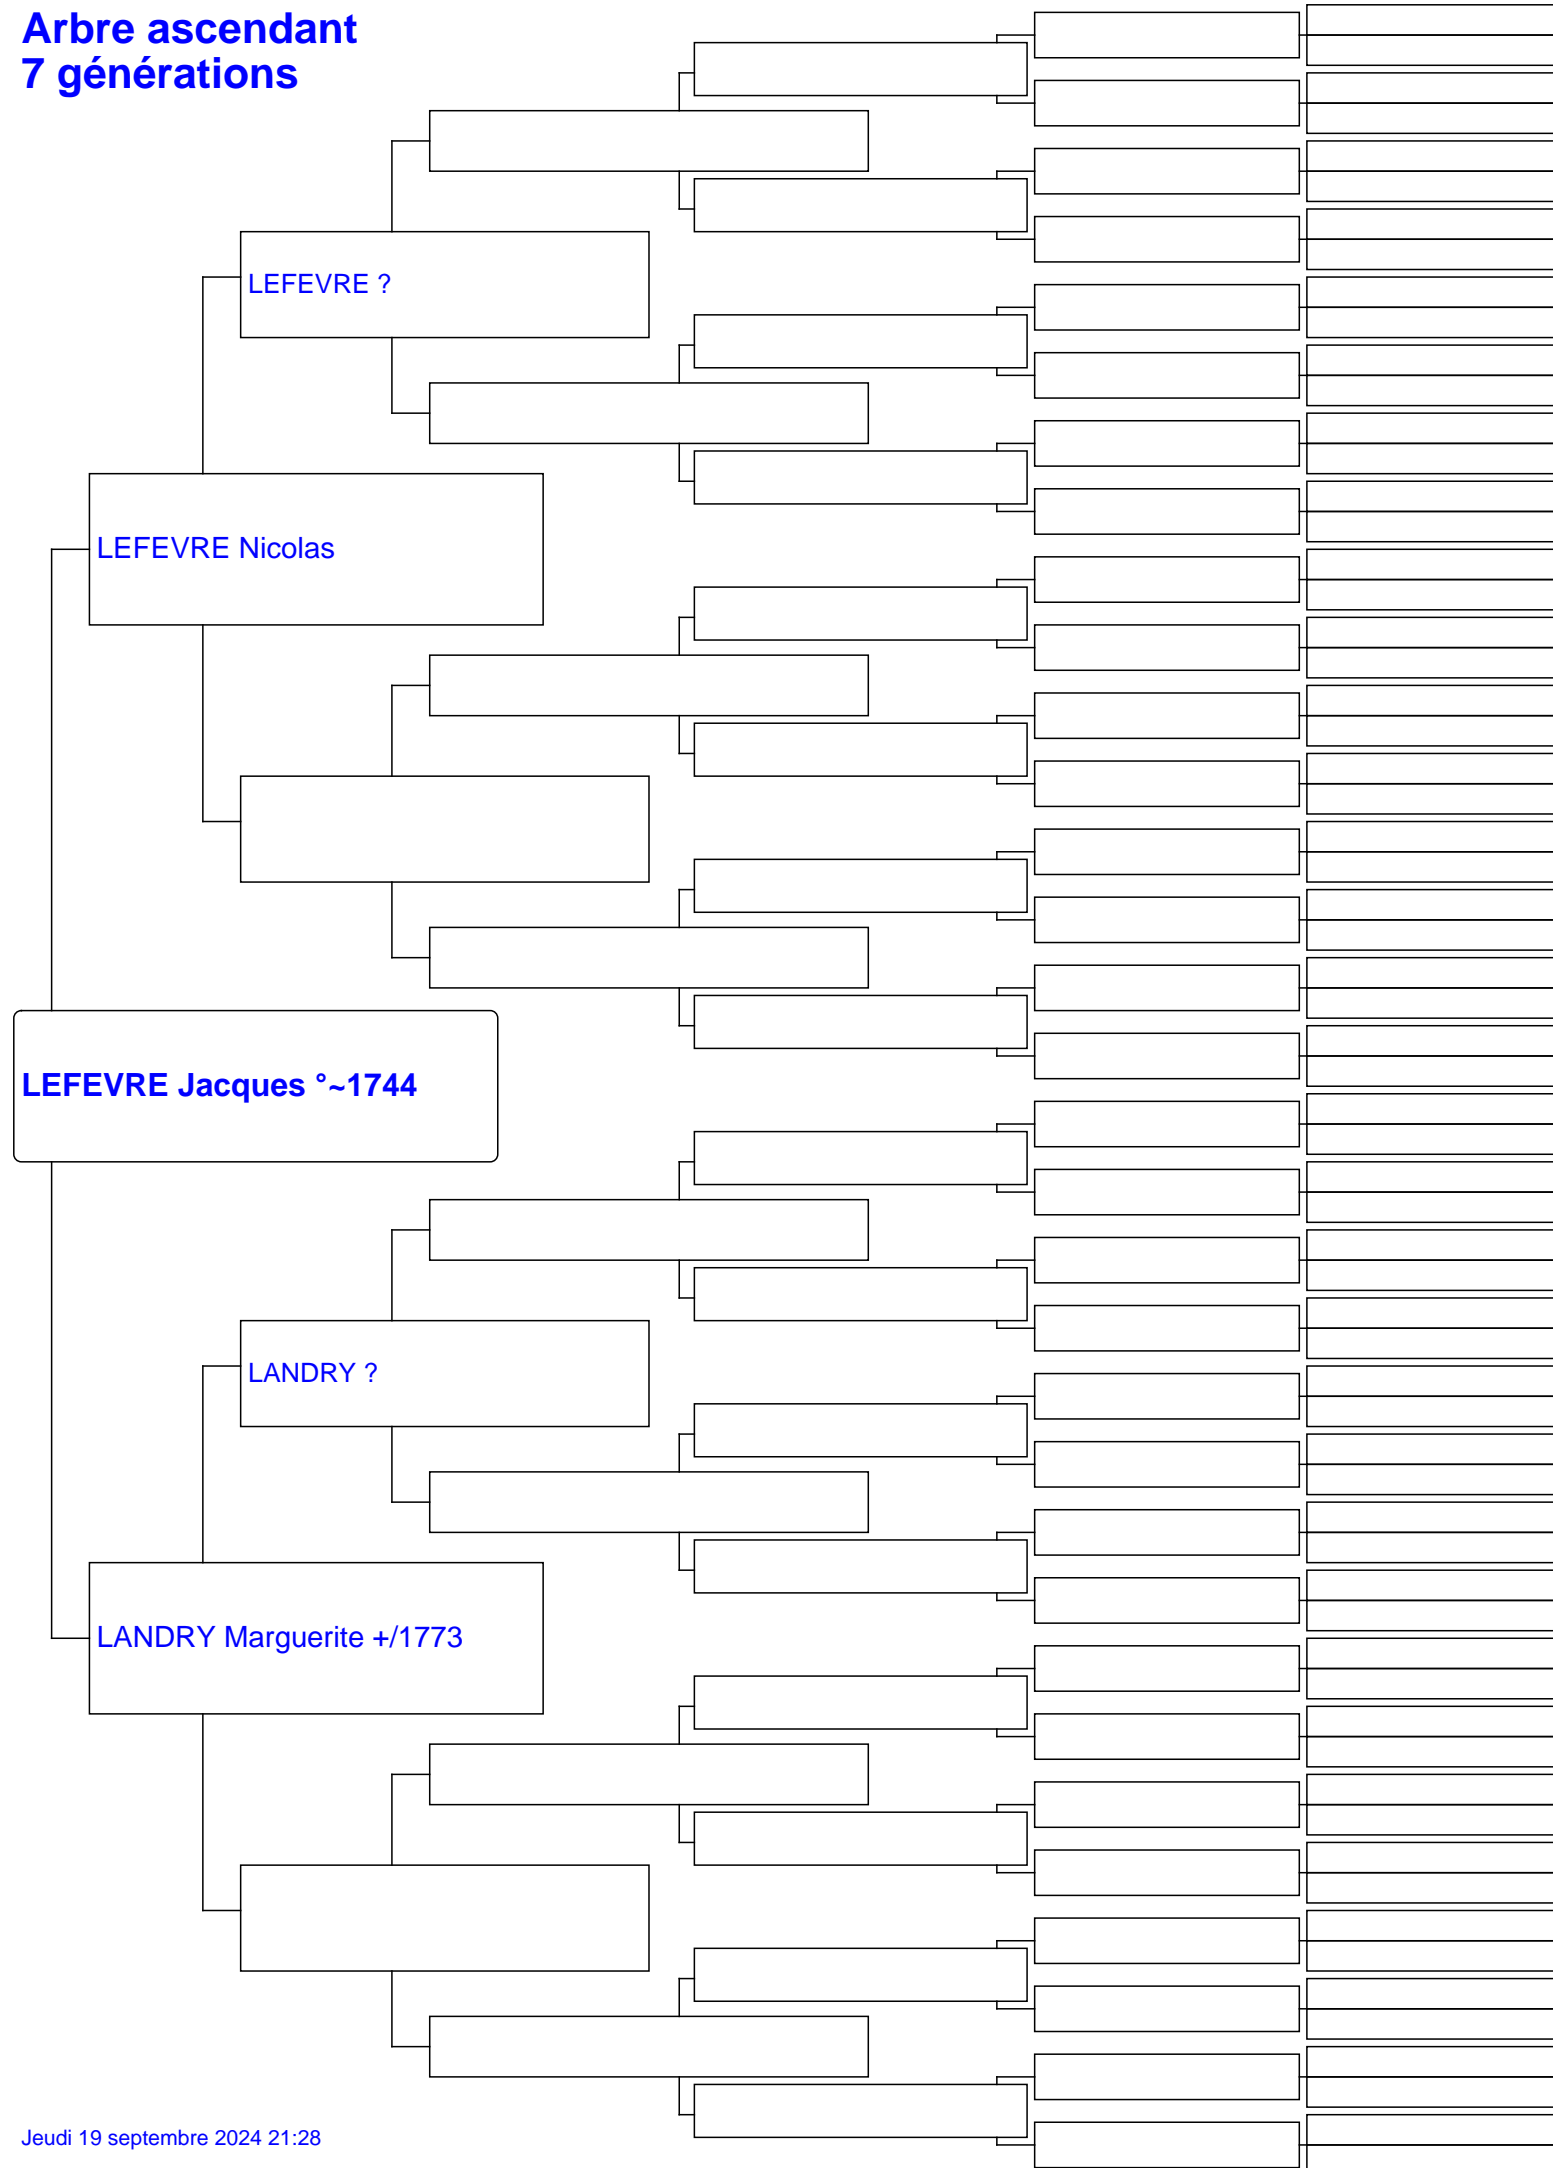 Arbre ascendant
7 générations
LEFEVRE ?
LEFEVRE Nicolas
LEFEVRE Jacques °~1744
LANDRY ?
LANDRY Marguerite +/1773
Jeudi 19 septembre 2024 21:28